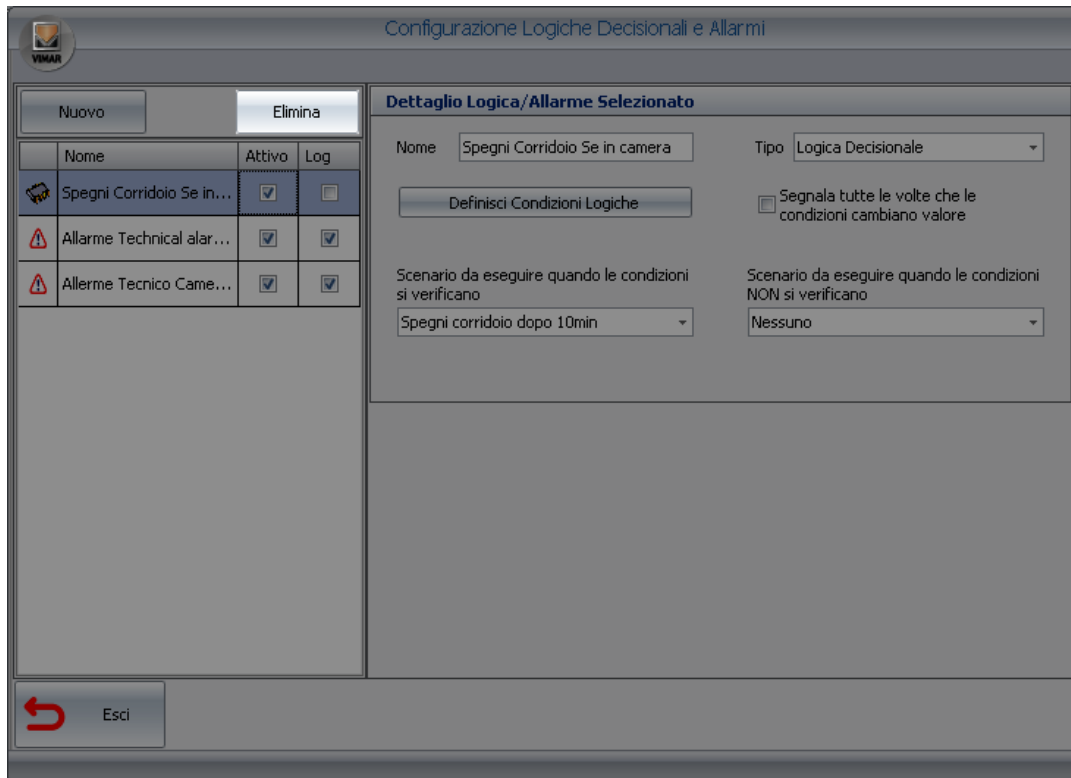 Configurazione Logiche Decisionali e Allarmi
VIMAR
Nuovo
Elimina
Nome Attivo Log
Spegni Corridoio Se in...
Allarme Technical alar...
Allerme Tecnico Came...
Dettaglio Logica/Allarme Selezionato
Nome Spegni Corridoio Se in camera
Tipo Logica Decisionale
Definisci Condizioni Logiche
Segnala tutte le volte che le
condizioni cambiano valore
Scenario da eseguire quando le condizioni
si verificano
Spegni corridoio dopo 10min
Scenario da eseguire quando le condizioni
NON si verificano
Nessuno
Esci